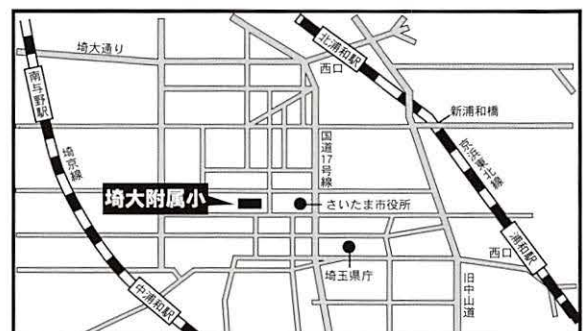 埼大通り
北浦和駅
西口
南与野駅
新浦和橋
国道17号線
京浜東北線
埼京線
埼大附属小
さいたま市役所
浦和駅
西口
埼玉県庁
旧中山道
中浦和駅